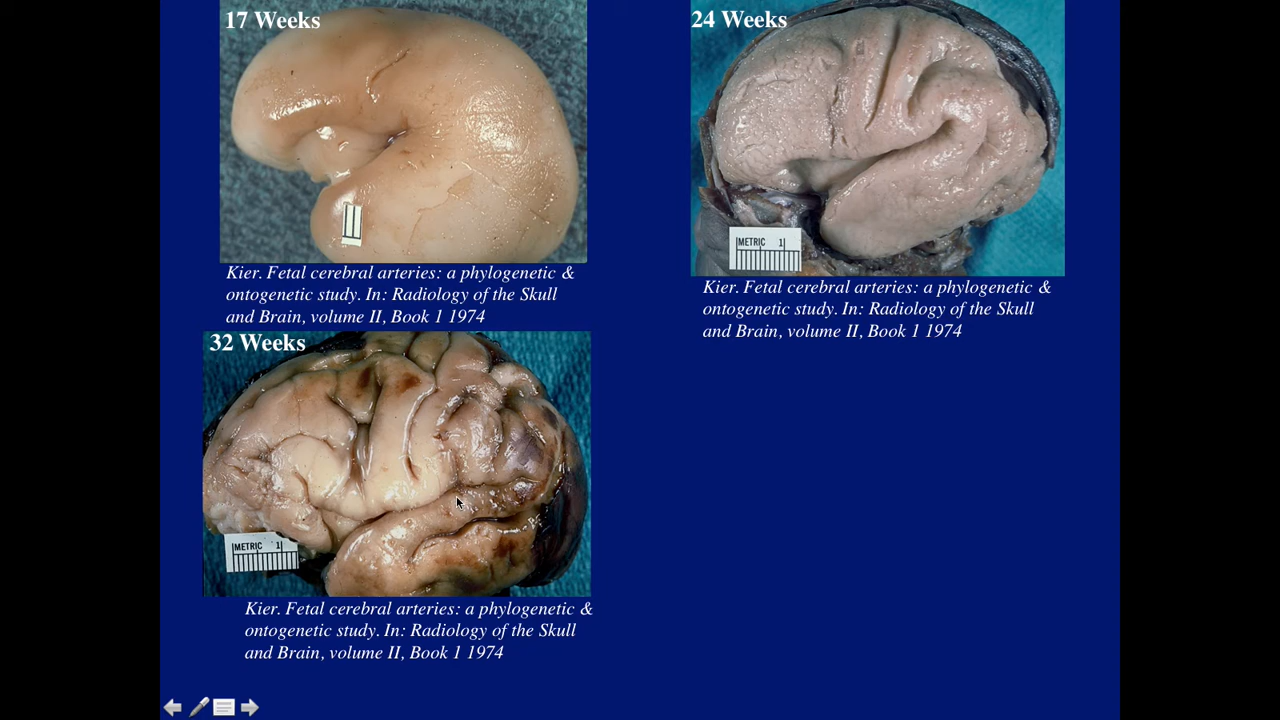 17 Weeks
Kier. Fetal cerebral arteries: a phylogenetic &
ontogenetic study. In: Radiology of the Skull
and Brain, volume II, Book 1 1974
24 Weeks
METRIC 1
Kier. Fetal cerebral arteries: a phylogenetic &
ontogenetic study. In: Radiology of the Skull
and Brain, volume II, Book 1 1974
32 Weeks
METRIC 1
Kier. Fetal cerebral arteries: a phylogenetic &
ontogenetic study. In: Radiology of the Skull
and Brain, volume II, Book 1 1974